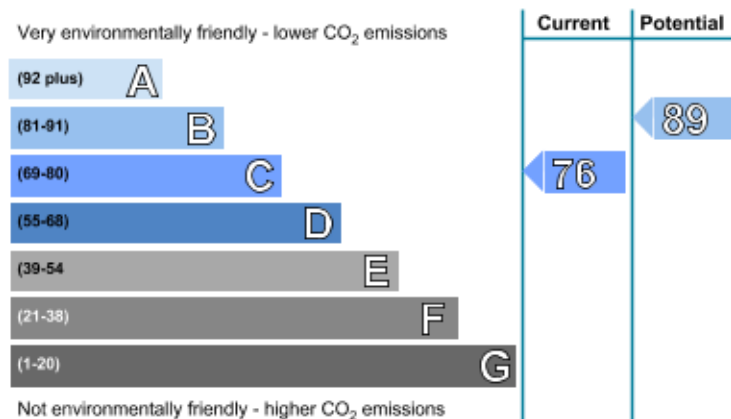 Very environmentally friendly - lower CO₂ emissions
Current
Potential
(92 plus) A
(81-91) B
89
(69-80) C
76
(55-68) D
(39-54 E
(21-38) F
(1-20) G
Not environmentally friendly - higher CO₂ emissions